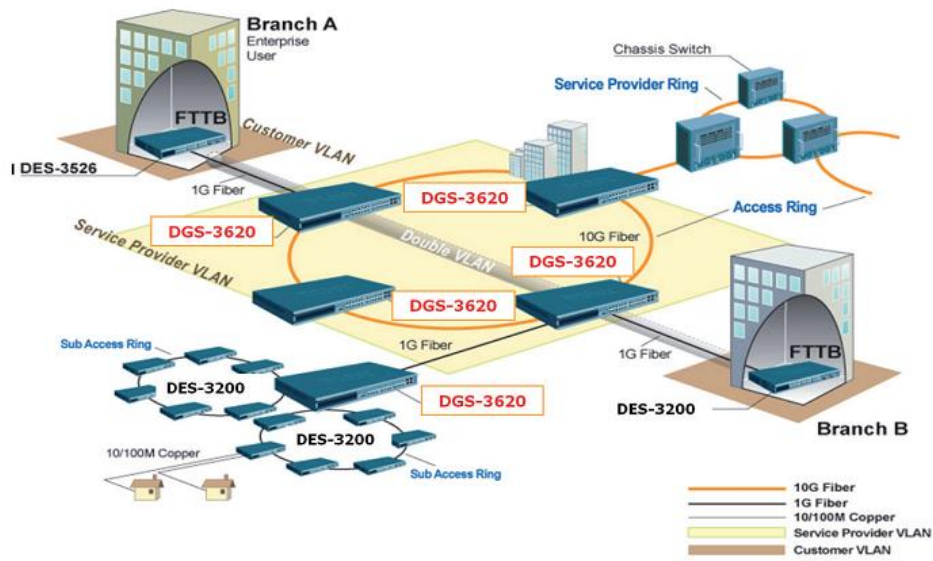 Branch A
Enterprise
User
FTTB
Customer VLAN
DES-3526
1G Fiber
Chassis Switch
Service Provider Ring
DGS-3620
DGS-3620
Access Ring
10G Fiber
Service Provider VLAN
Double VLAN
DGS-3620
DGS-3620
1G Fiber
1G Fiber
FTTB
DES-3200
Branch B
Sub Access Ring
DES-3200
DGS-3620
DES-3200
10/100M Copper
Sub Access Ring
10G Fiber
1G Fiber
10/100M Copper
Service Provider VLAN
Customer VLAN